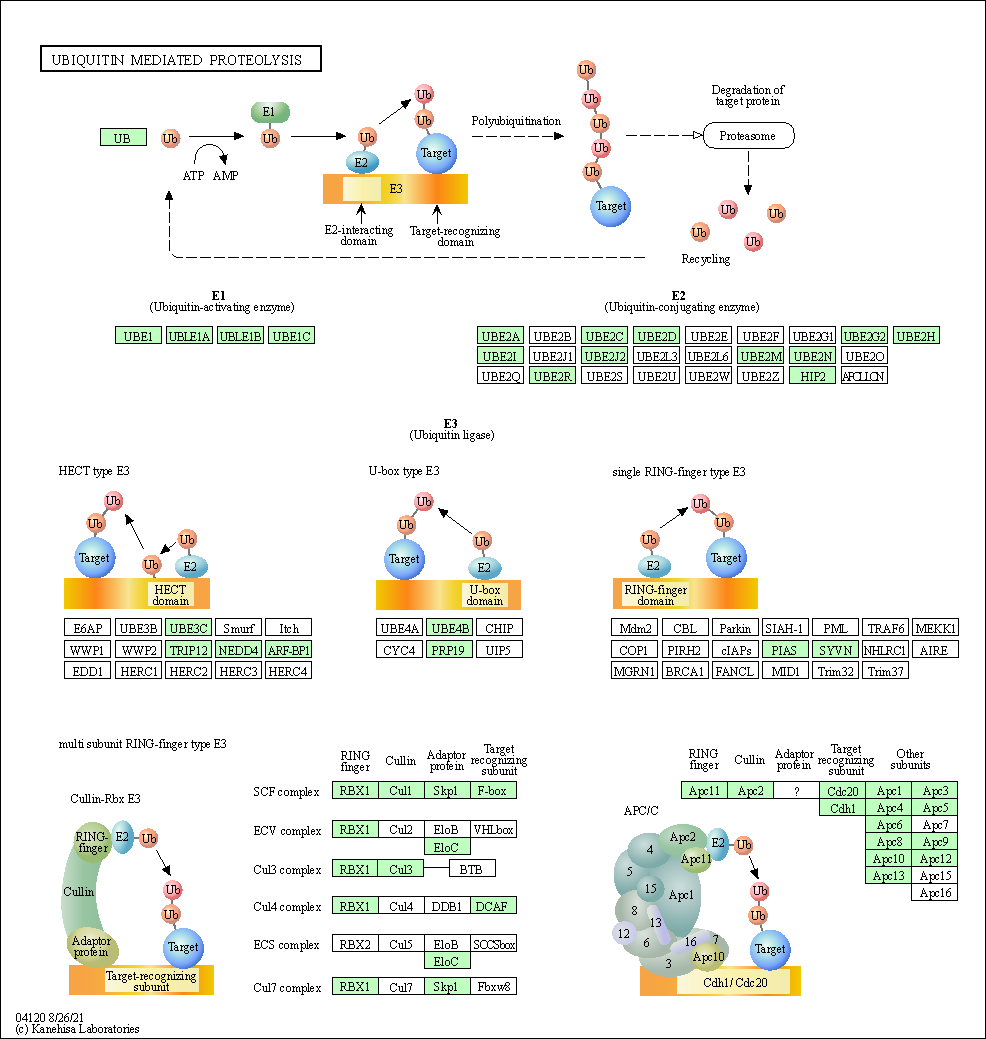 UBIQUITIN MEDIATED PROTEOLYSIS
UB
Ub
E1
Ub
ATP
AMP
Ub
E2
Ub
Ub
Target
E3
E2-interacting
domain
Target-recognizing
domain
Polyubiquitination
Ub
Ub
Ub
Ub
Ub
Target
Degradation of
target protein
Proteasome
Ub
Ub
Ub
Ub
Recycling
E1
(Ubiquitin-activating enzyme)
UBE1 UBLE1A UBLE1B UBE1C
E2
(Ubiquitin-conjugating enzyme)
UBE2A UBE2B UBE2C UBE2D UBE2E UBE2F UBE2G1 UBE2G2 UBE2H
UBE2I UBE2J1 UBE2J2 UBE2L3 UBE2L6 UBE2M UBE2N UBE2O
UBE2Q UBE2R UBE2S UBE2U UBE2W UBE2Z HIP2 AFCLLCN
E3
(Ubiquitin ligase)
HECT type E3
Ub
Ub
Target
Ub
Ub
E2
HECT
domain
E6AP UBE3B UBE3C Smurf Itch
WWP1 WWP2 TRIP12 NEDD4 ARF-BP1
EDD1 HERC1 HERC2 HERC3 HERC4
U-box type E3
Ub
Ub
Target
Ub
E2
U-box
domain
UBE4A UBE4B CHIP
CYC4 PRP19 UIP5
single RING-finger type E3
Ub
E2
Ub
Ub
Target
RING-finger
domain
Mdm2 CBL Parkin SIAH-1 PML TRAF6 MEKK1
COP1 PIRH2 cIAPs PIAS SYVN NHLRC1 AIRE
MGRN1 BRCA1 FANCL MID1 Trim32 Trim37
multi subunit RING-finger type E3
Cullin-Rbx E3
RING-
finger
E2
Ub
Cullin
Ub
Ub
Adaptor
protein
Target
Target-recognizing
subunit
RING
finger
Cullin
Adaptor
protein
Target
recognizing
subunit
SCF complex RBX1 Cul1 Skp1 F-box
ECV complex RBX1 Cul2 EloB VHLbox
EloC
Cul3 complex RBX1 Cul3 BTB
Cul4 complex RBX1 Cul4 DDB1 DCAF
ECS complex RBX2 Cul5 EloB SOCSbox
EloC
Cul7 complex RBX1 Cul7 Skp1 Fbxw8
RING
finger
Cullin
Adaptor
protein
Target
recognizing
subunit
Other
subunits
Apc11 Apc2 ? Cdc20 Apc1 Apc3
Cdh1 Apc4 Apc5
Apc6 Apc7
Apc8 Apc9
Apc10 Apc12
Apc13 Apc15
Apc16
APC/C
Apc2
E2
Ub
4
Apc11
5
15
Apc1
Ub
Ub
8
13
12
6
16
7
3
Apc10
Target
Cdh1/ Cdc20
04120 8/26/21
(c) Kanehisa Laboratories